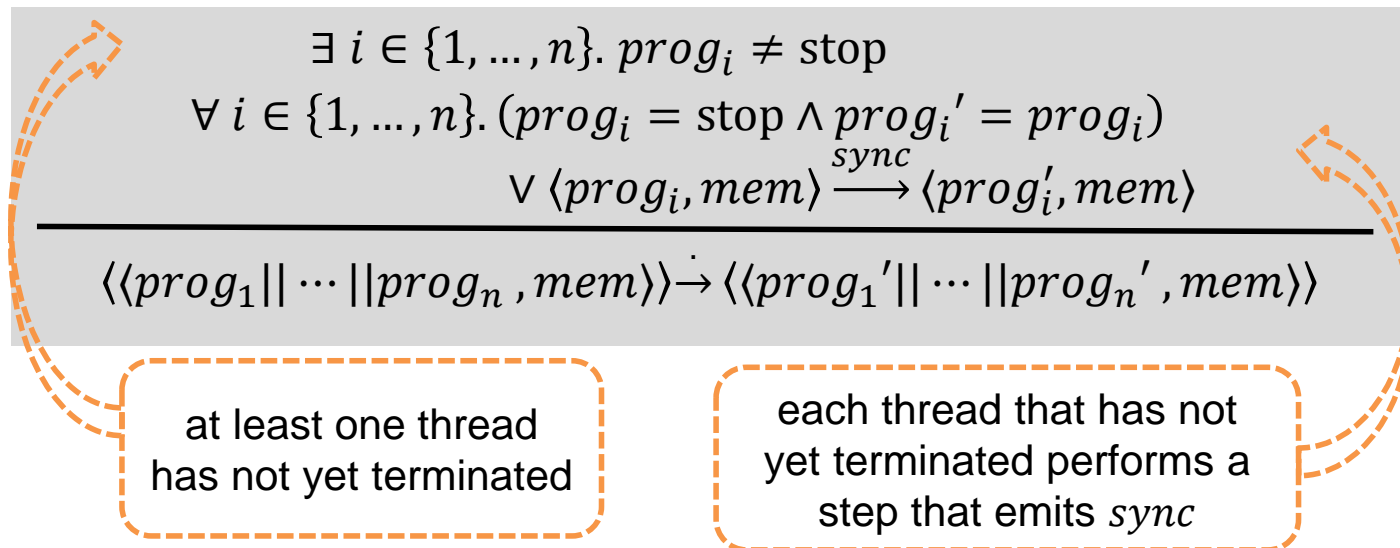 ∃ i ∈ {1, … , n}. prog_i ≠ stop
∀ i ∈ {1, … , n}. (prog_i = stop ∧ prog_i′ = prog_i)
∨ ⟨prog_i, mem⟩ —sync→ ⟨prog_i′, mem⟩
⟨⟨prog_1|| ⋯ ||prog_n , mem⟩⟩ →̇ ⟨⟨prog_1′|| ⋯ ||prog_n′ , mem⟩⟩
at least one thread
has not yet terminated
each thread that has not
yet terminated performs a
step that emits sync